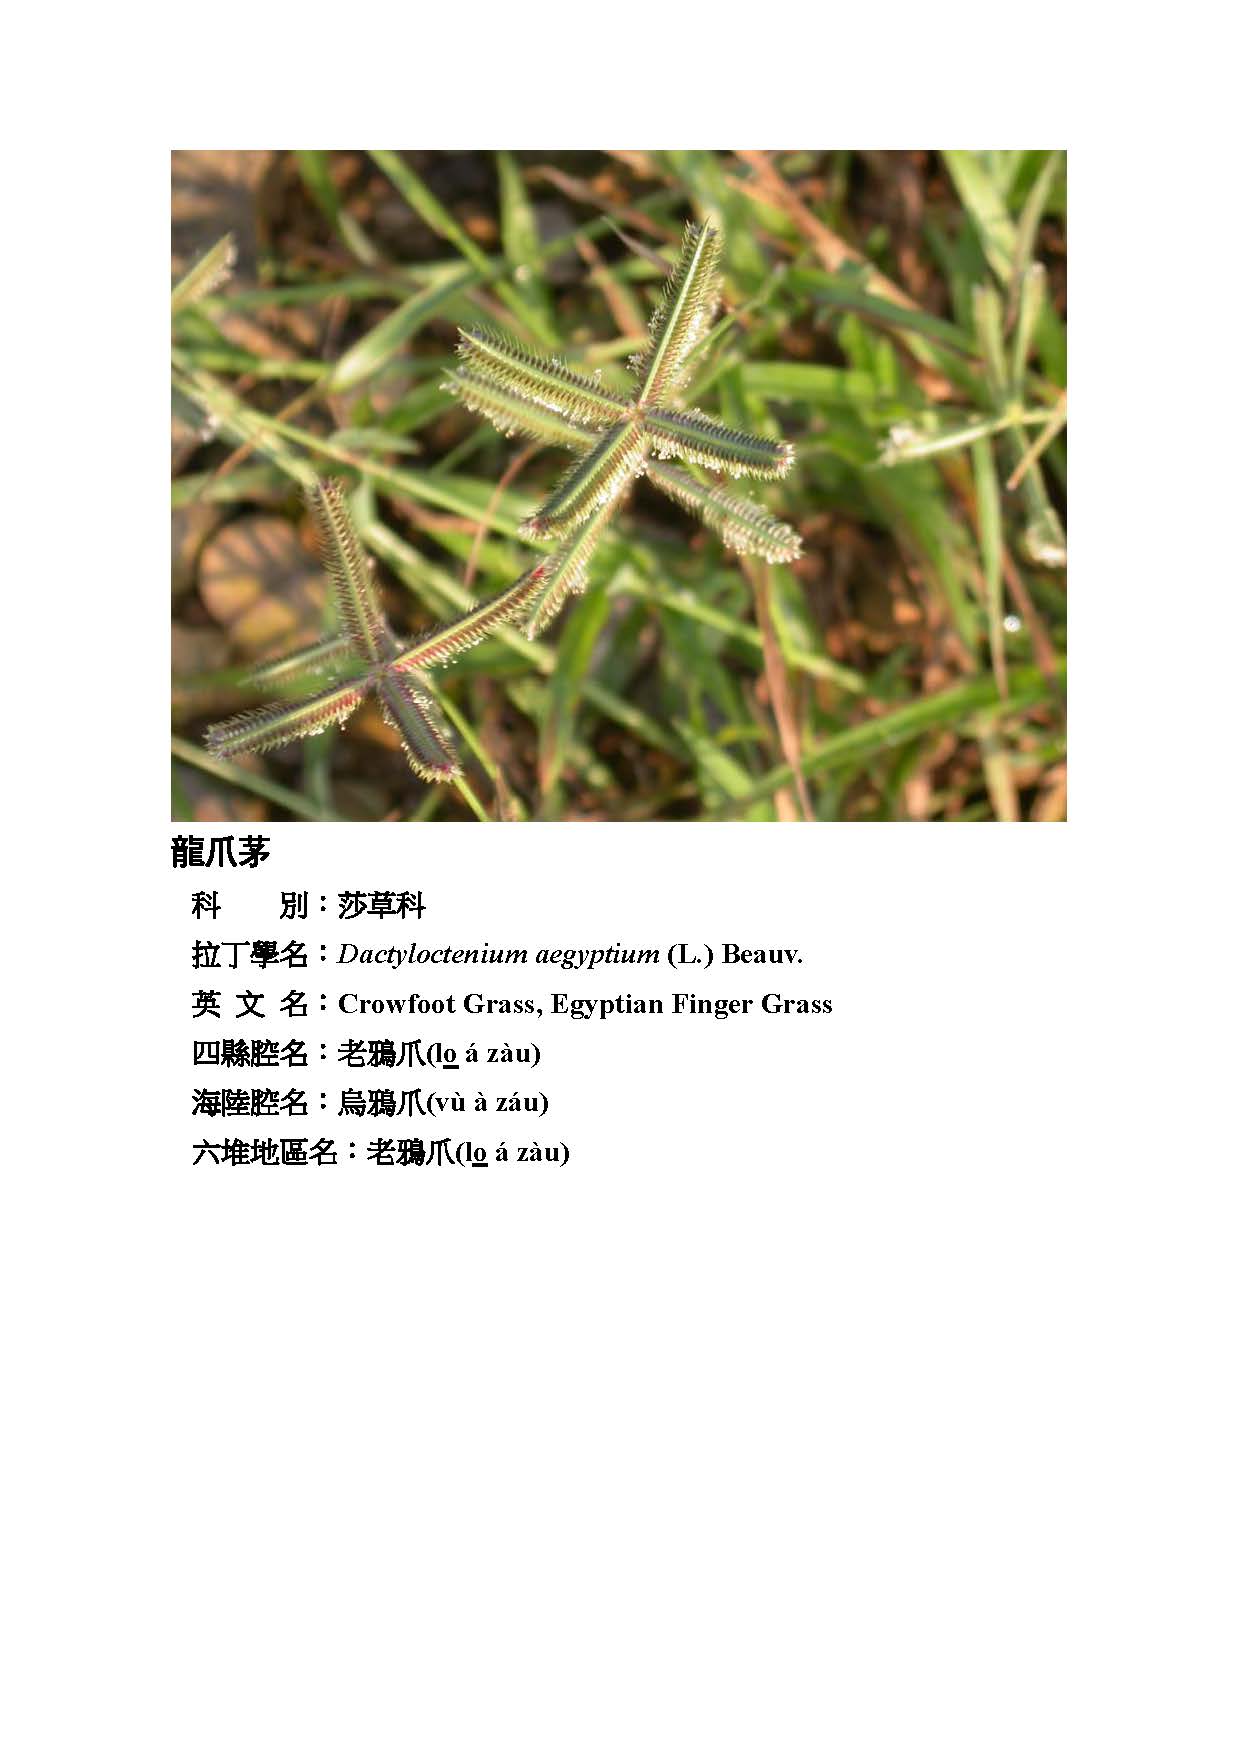 龍爪茅
科　　別：莎草科
拉丁學名：Dactyloctenium aegyptium (L.) Beauv.
英 文 名：Crowfoot Grass, Egyptian Finger Grass
四縣腔名：老鴉爪(lo á zàu)
海陸腔名：烏鴉爪(vù à záu)
六堆地區名：老鴉爪(lo á zàu)